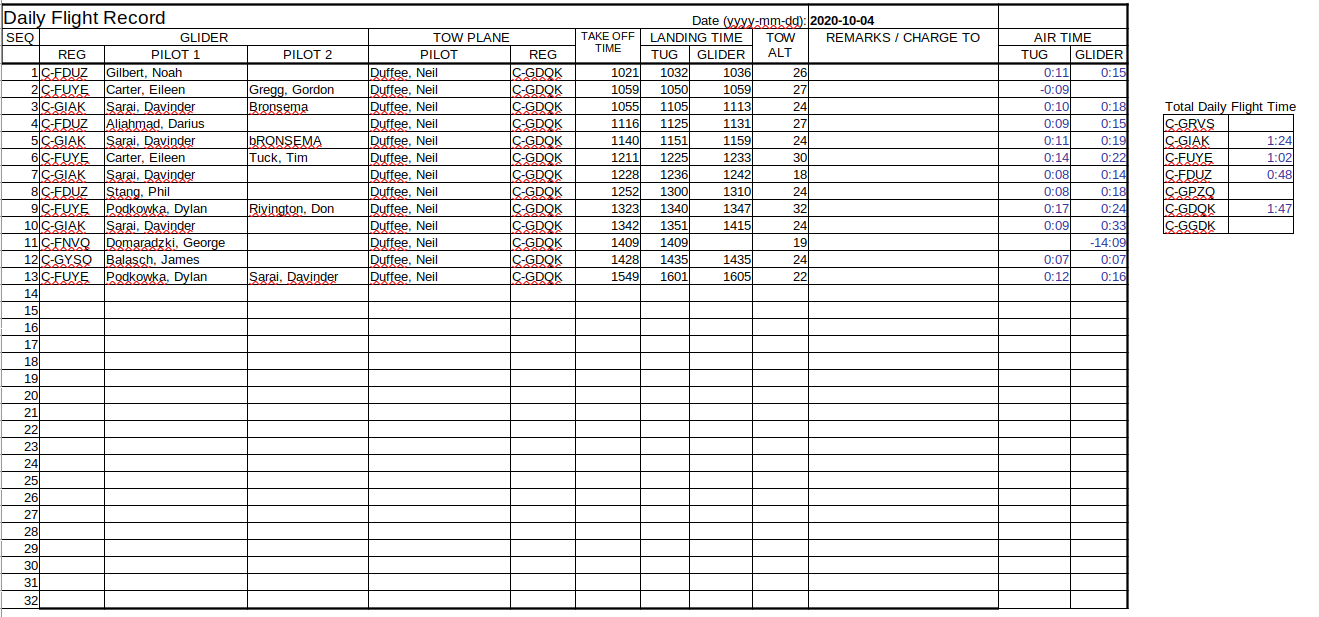 Daily Flight Record Date (yyyy-mm-dd): 2020-10-04
SEQ GLIDER TOW PLANE TAKE OFF TIME LANDING TIME TOW ALT REMARKS / CHARGE TO AIR TIME
REG PILOT 1 PILOT 2 PILOT REG TUG GLIDER TUG GLIDER
1 C-FDUZ Gilbert, Noah Duffee, Neil C-GDQK 1021 1032 1036 26 0:11 0:15
2 C-FUYE Carter, Eileen Gregg, Gordon Duffee, Neil C-GDQK 1059 1050 1059 27 -0:09
3 C-GIAK Sarai, Davinder Bronsema Duffee, Neil C-GDQK 1055 1105 1113 24 0:10 0:18 Total Daily Flight Time
4 C-FDUZ Aliahmad, Darius Duffee, Neil C-GDQK 1116 1125 1131 27 0:09 0:15 C-GRVS
5 C-GIAK Sarai, Davinder bRONSEMA Duffee, Neil C-GDQK 1140 1151 1159 24 0:11 0:19 C-GIAK 1:24
6 C-FUYE Carter, Eileen Tuck, Tim Duffee, Neil C-GDQK 1211 1225 1233 30 0:14 0:22 C-FUYE 1:02
7 C-GIAK Sarai, Davinder Duffee, Neil C-GDQK 1228 1236 1242 18 0:08 0:14 C-FDUZ 0:48
8 C-FDUZ Stang, Phil Duffee, Neil C-GDQK 1252 1300 1310 24 0:08 0:18 C-GPZQ
9 C-FUYE Podkowka, Dylan Rivington, Don Duffee, Neil C-GDQK 1323 1340 1347 32 0:17 0:24 C-GDQK 1:47
10 C-GIAK Sarai, Davinder Duffee, Neil C-GDQK 1342 1351 1415 24 0:09 0:33 C-GGDK
11 C-FNVQ Domaradzki, George Duffee, Neil C-GDQK 1409 1409 19 -14:09
12 C-GYSQ Balasch, James Duffee, Neil C-GDQK 1428 1435 1435 24 0:07 0:07
13 C-FUYE Podkowka, Dylan Sarai, Davinder Duffee, Neil C-GDQK 1549 1601 1605 22 0:12 0:16
14
15
16
17
18
19
20
21
22
23
24
25
26
27
28
29
30
31
32